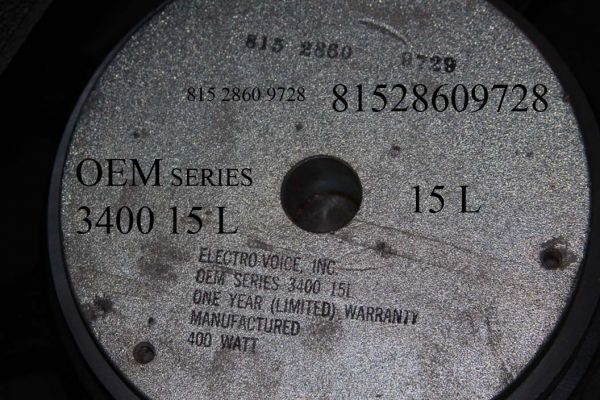 815 2860 9729
815 2860 9728 81528609728
OEM SERIES
3400 15 L
15 L
ELECTRO-VOICE, INC.
OEM SERIES 3400 15L
ONE YEAR (LIMITED) WARRANTY
MANUFACTURED
400 WATT